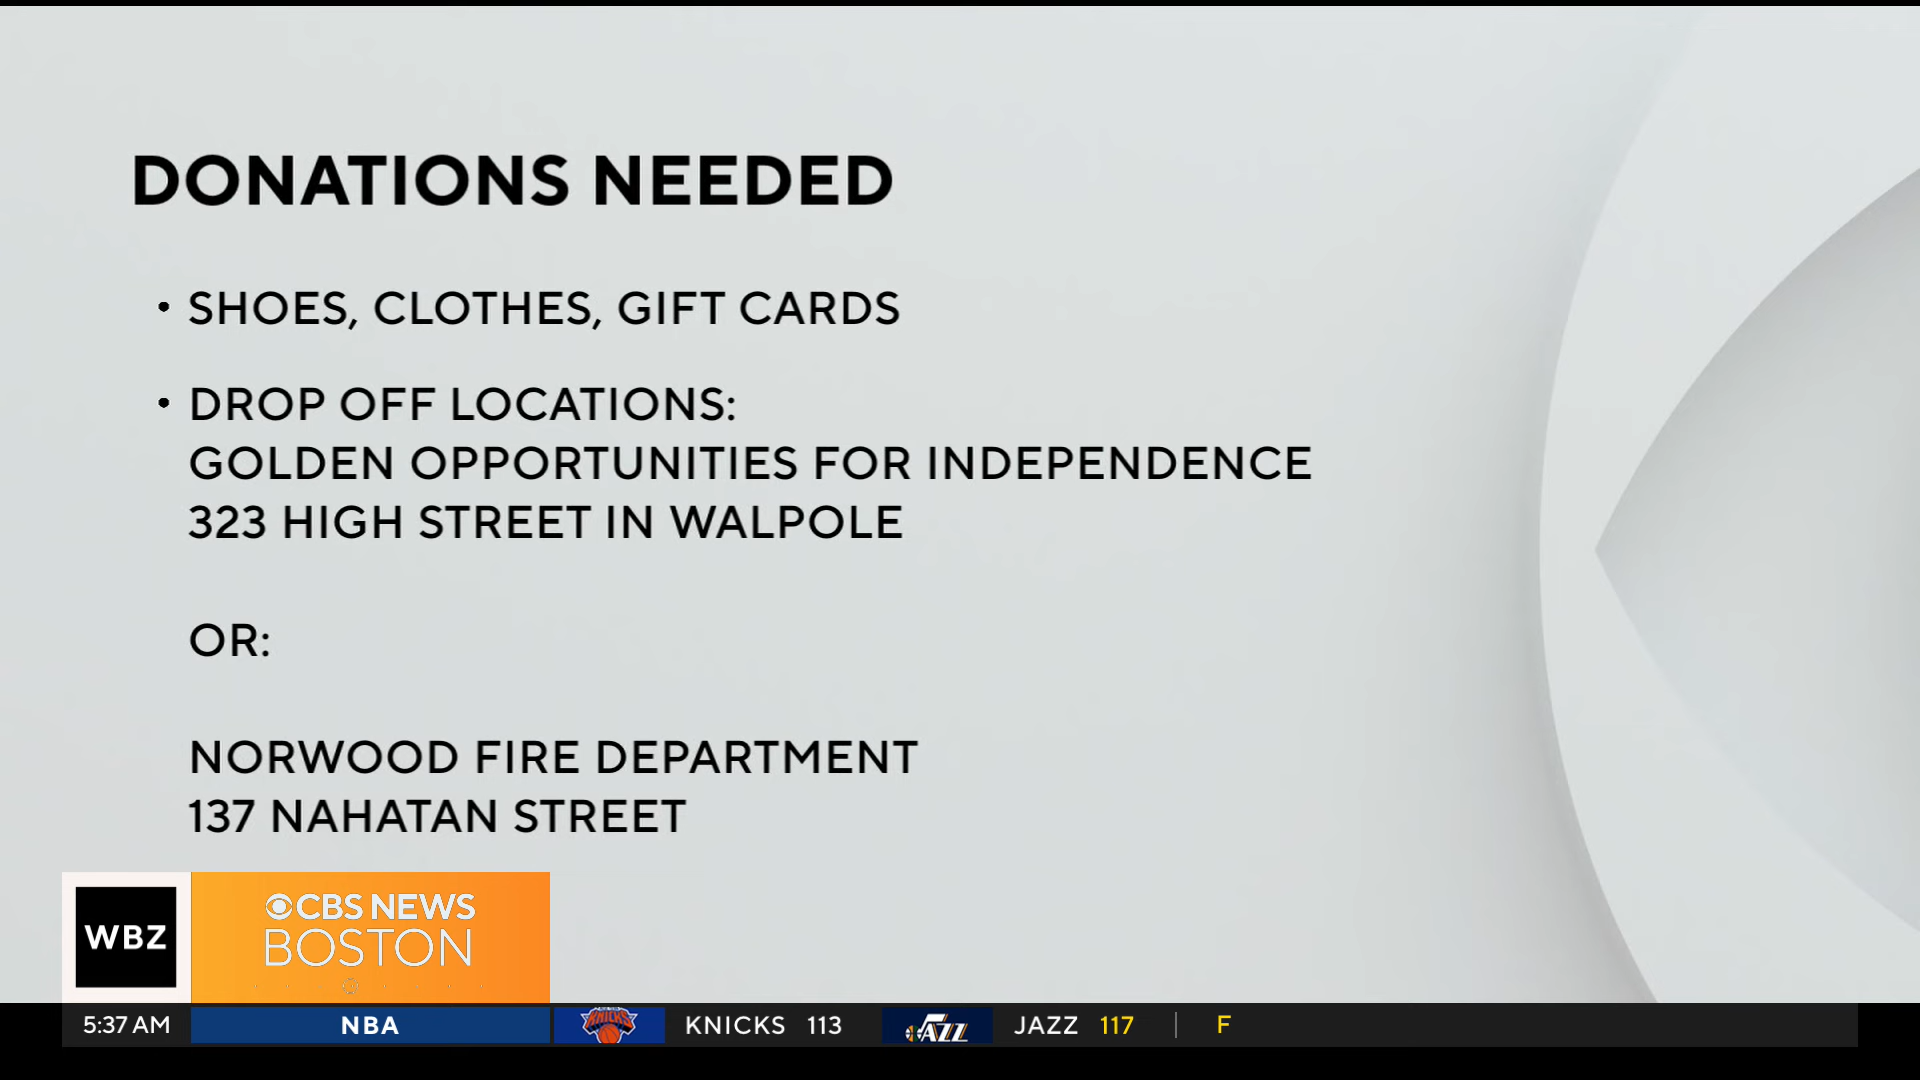 DONATIONS NEEDED
• SHOES, CLOTHES, GIFT CARDS
• DROP OFF LOCATIONS:
GOLDEN OPPORTUNITIES FOR INDEPENDENCE
323 HIGH STREET IN WALPOLE
OR:
NORWOOD FIRE DEPARTMENT
137 NAHATAN STREET
WBZ
CBS NEWS
BOSTON
5:37 AM NBA KNICKS KNICKS 113 JAZZ JAZZ 117 | F